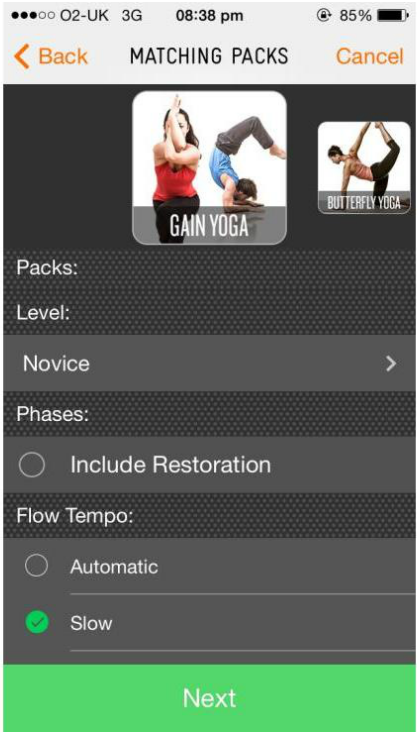 O2-UK 3G 08:38 pm 85%
Back MATCHING PACKS Cancel
GAIN YOGA
BUTTERFLY YOGA
Packs:
Level:
Novice
Phases:
Include Restoration
Flow Tempo:
Automatic
Slow
Next